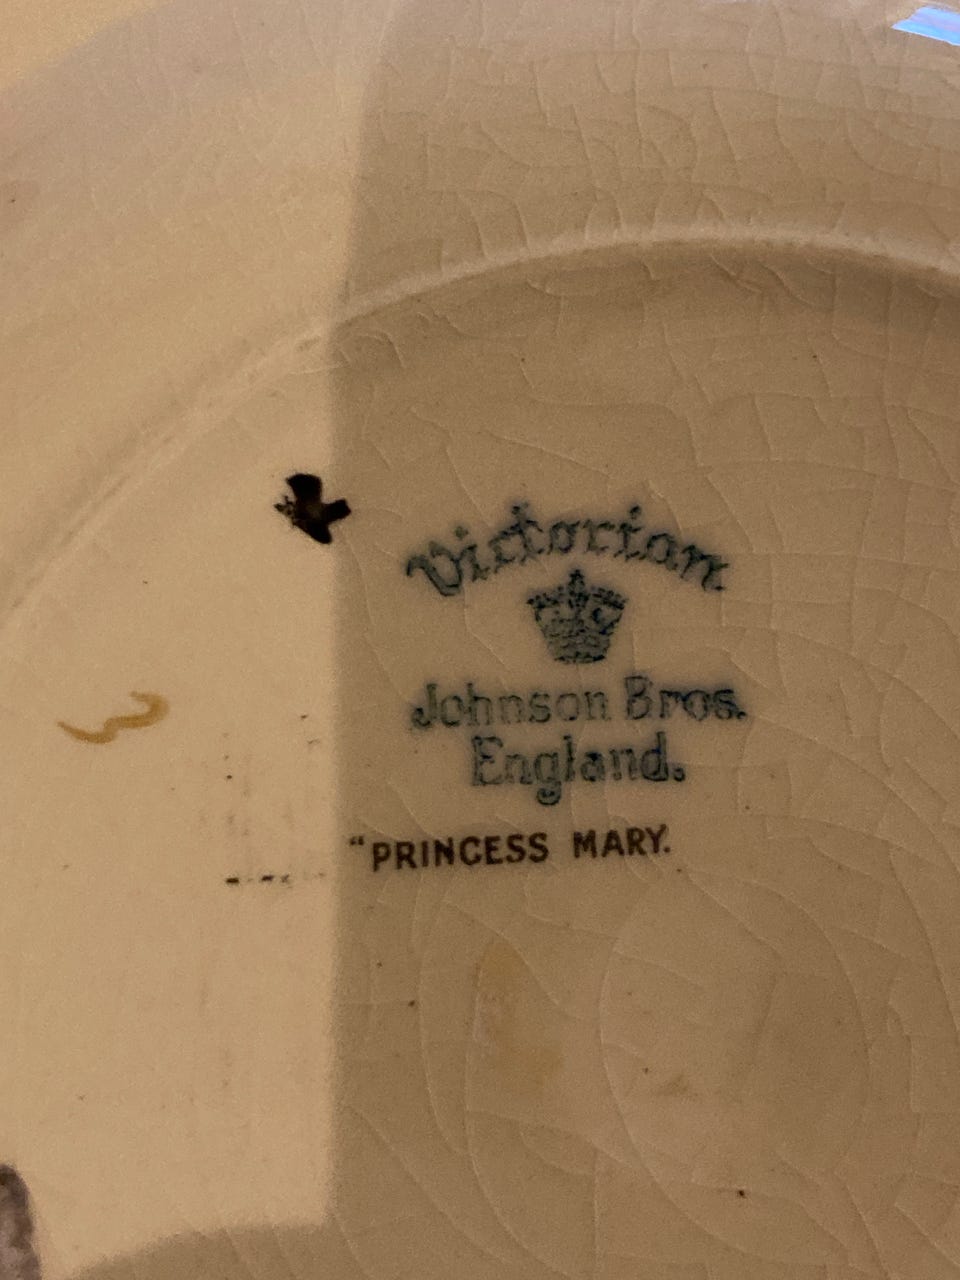 Victorian
Johnson Bros.
England.
"PRINCESS MARY.